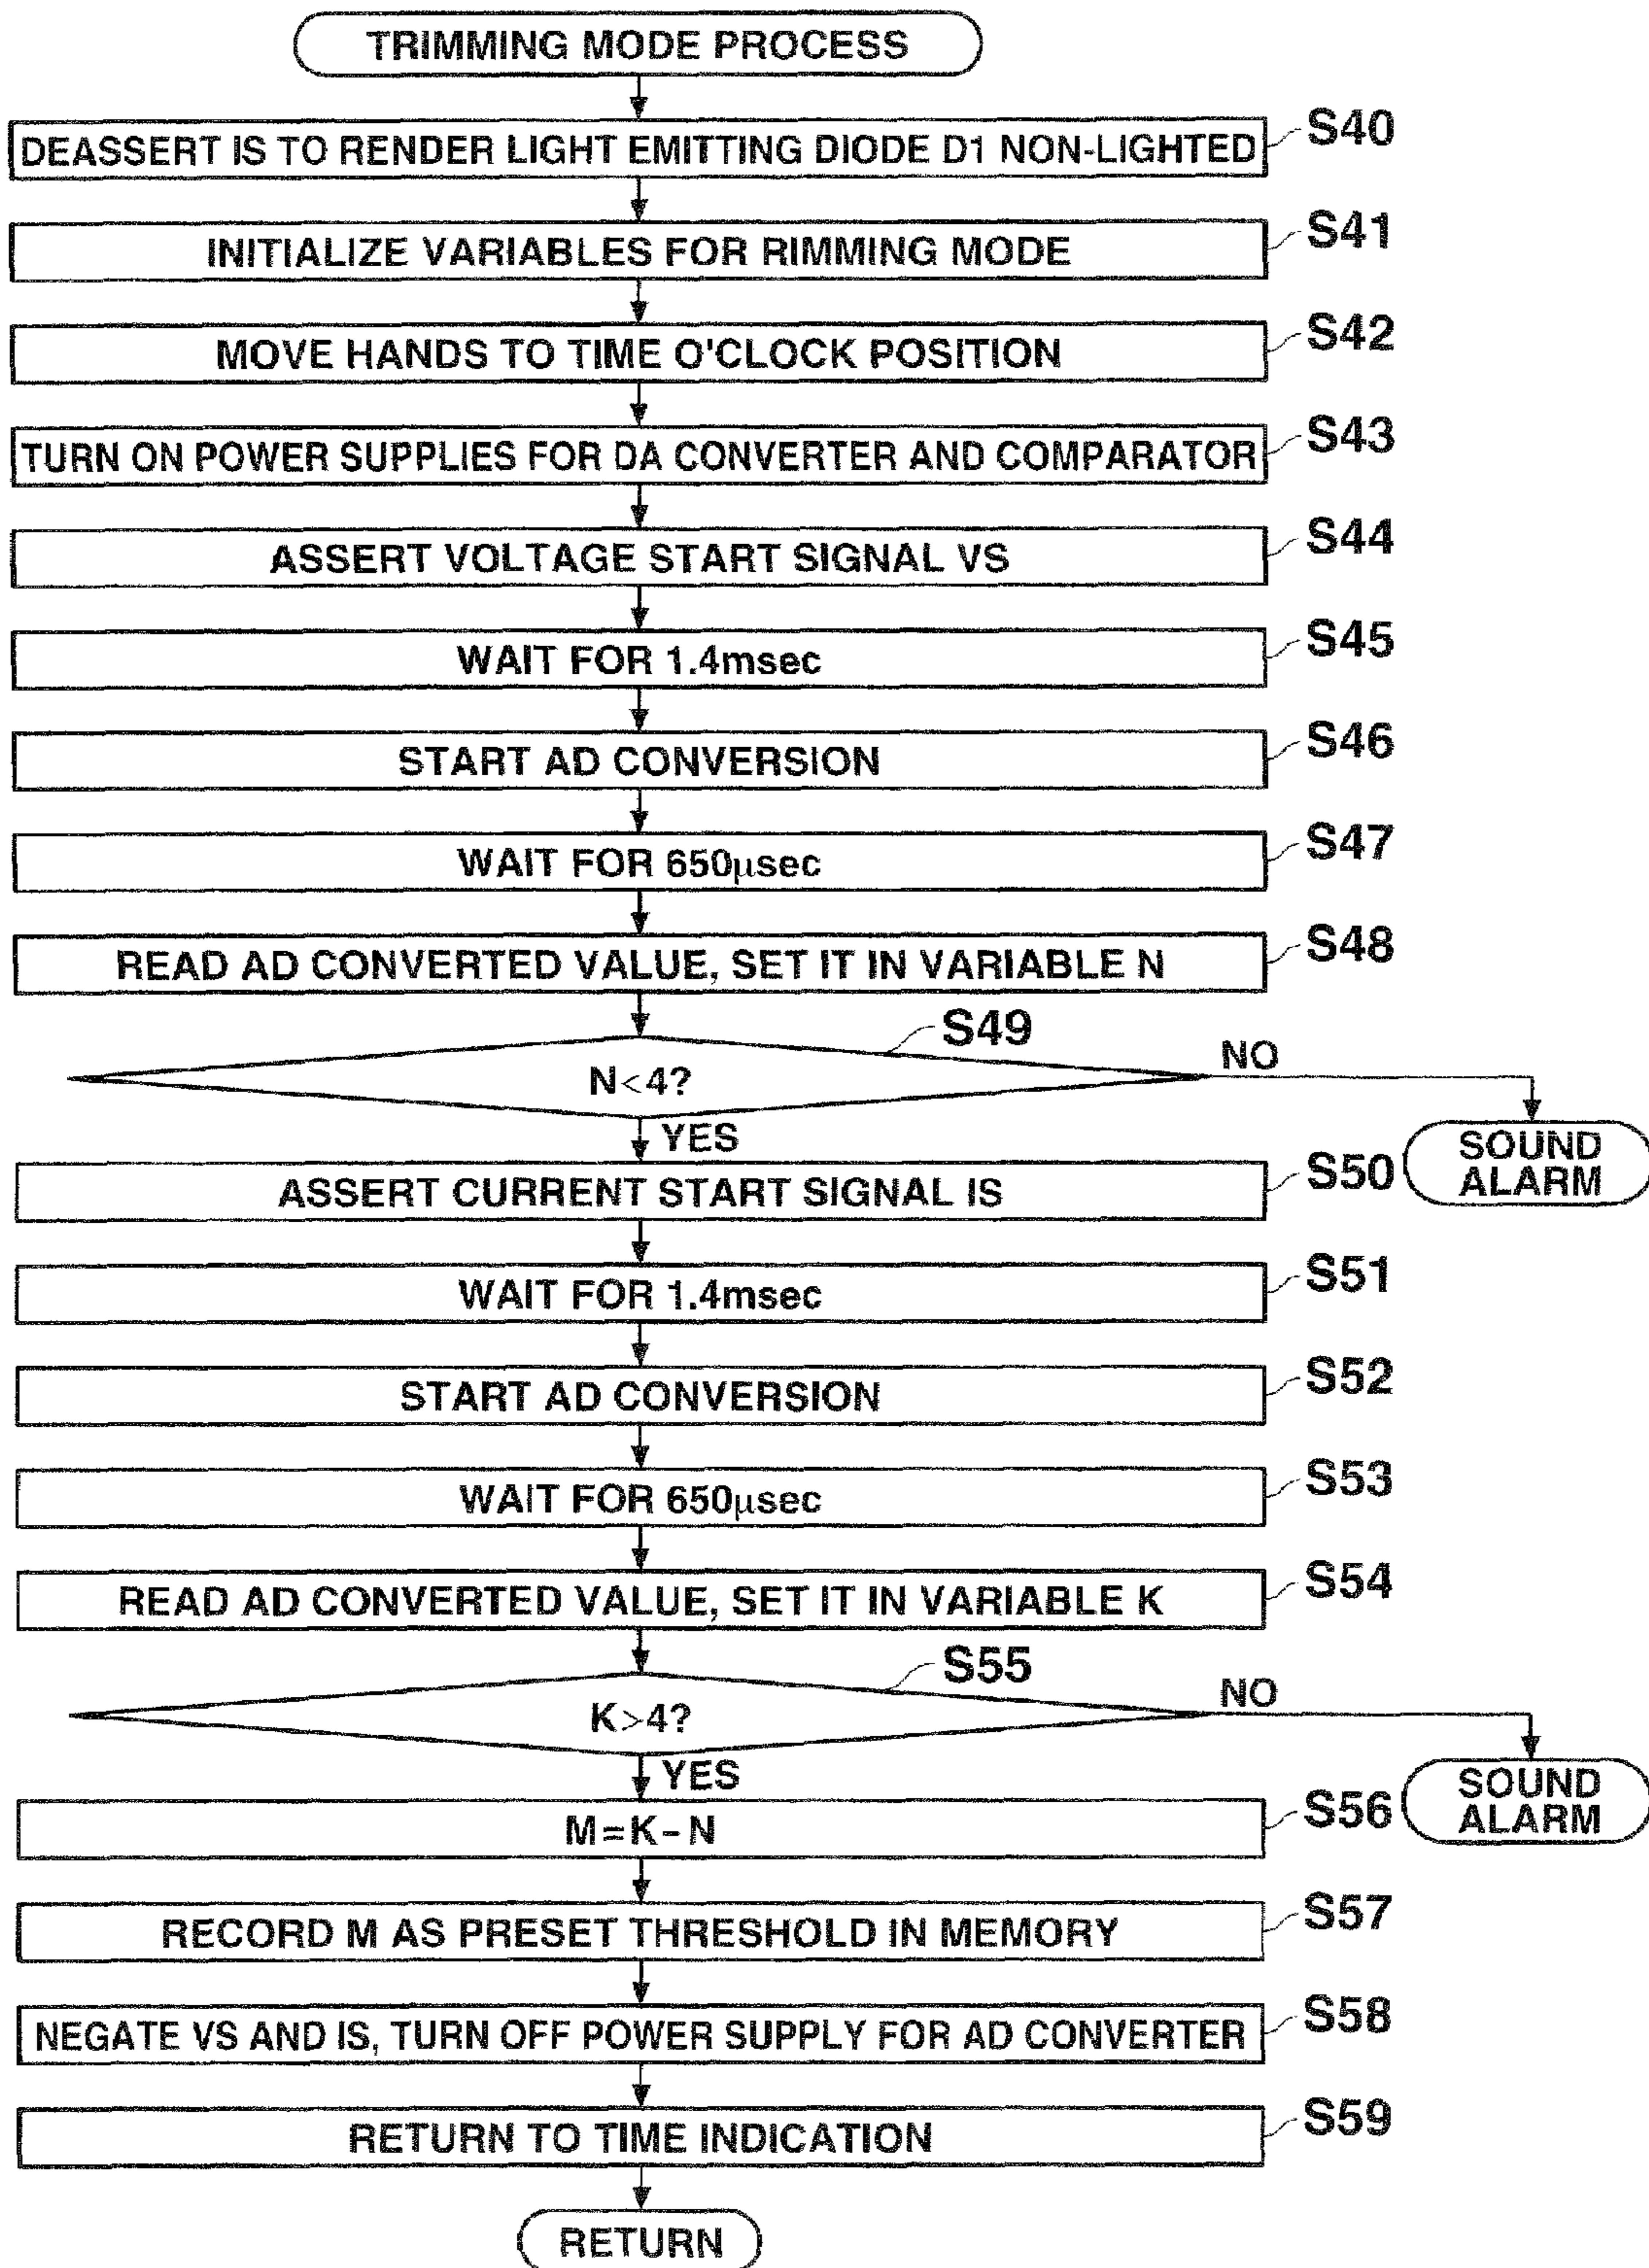 TRIMMING MODE PROCESS
DEASSERT IS TO RENDER LIGHT EMITTING DIODE D1 NON-LIGHTED
S40
INITIALIZE VARIABLES FOR RIMMING MODE
S41
MOVE HANDS TO TIME O'CLOCK POSITION
S42
TURN ON POWER SUPPLIES FOR DA CONVERTER AND COMPARATOR
S43
ASSERT VOLTAGE START SIGNAL VS
S44
WAIT FOR 1.4msec
S45
START AD CONVERSION
S46
WAIT FOR 650μsec
S47
READ AD CONVERTED VALUE, SET IT IN VARIABLE N
S48
S49
N<4?
NO
YES
SOUND
ALARM
ASSERT CURRENT START SIGNAL IS
S50
WAIT FOR 1.4msec
S51
START AD CONVERSION
S52
WAIT FOR 650μsec
S53
READ AD CONVERTED VALUE, SET IT IN VARIABLE K
S54
S55
K>4?
NO
YES
SOUND
ALARM
M=K-N
S56
RECORD M AS PRESET THRESHOLD IN MEMORY
S57
NEGATE VS AND IS, TURN OFF POWER SUPPLY FOR AD CONVERTER
S58
RETURN TO TIME INDICATION
S59
RETURN